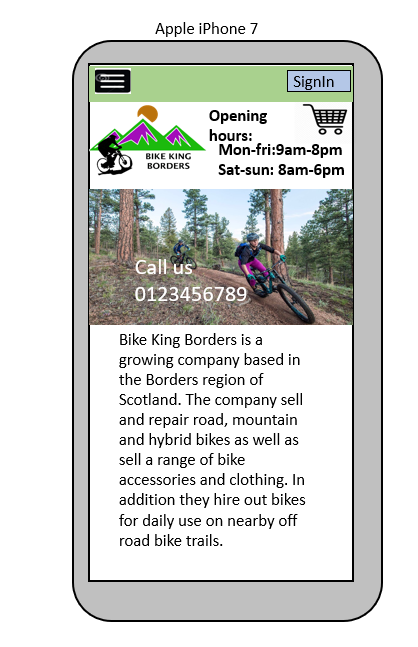 Apple iPhone 7
SignIn
Opening
hours:
Mon-fri:9am-8pm
Sat-sun: 8am-6pm
BIKE KING
BORDERS
Call us
0123456789
Bike King Borders is a
growing company based in
the Borders region of
Scotland. The company sell
and repair road, mountain
and hybrid bikes as well as
sell a range of bike
accessories and clothing. In
addition they hire out bikes
for daily use on nearby off
road bike trails.